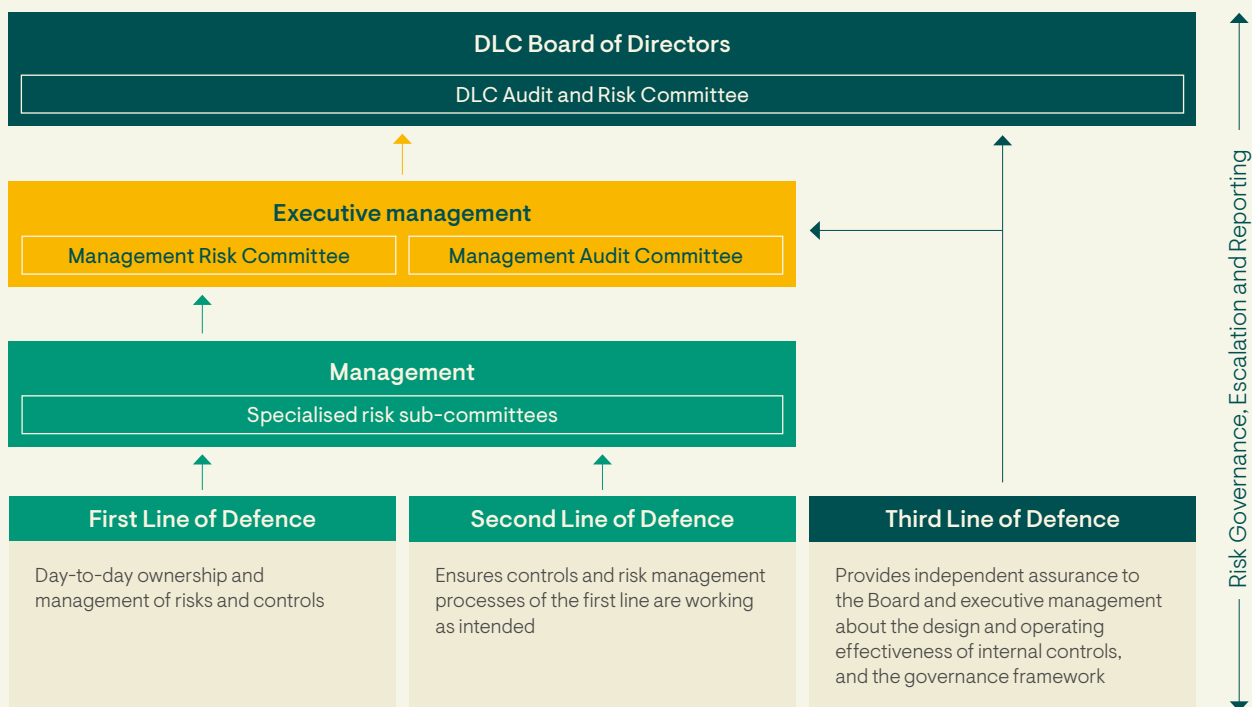 DLC Board of Directors
DLC Audit and Risk Committee
Executive management
Management Risk Committee
Management Audit Committee
Management
Specialised risk sub-committees
First Line of Defence
Day-to-day ownership and
management of risks and controls
Second Line of Defence
Ensures controls and risk management
processes of the first line are working
as intended
Third Line of Defence
Provides independent assurance to
the Board and executive management
about the design and operating
effectiveness of internal controls,
and the governance framework
Risk Governance, Escalation and Reporting